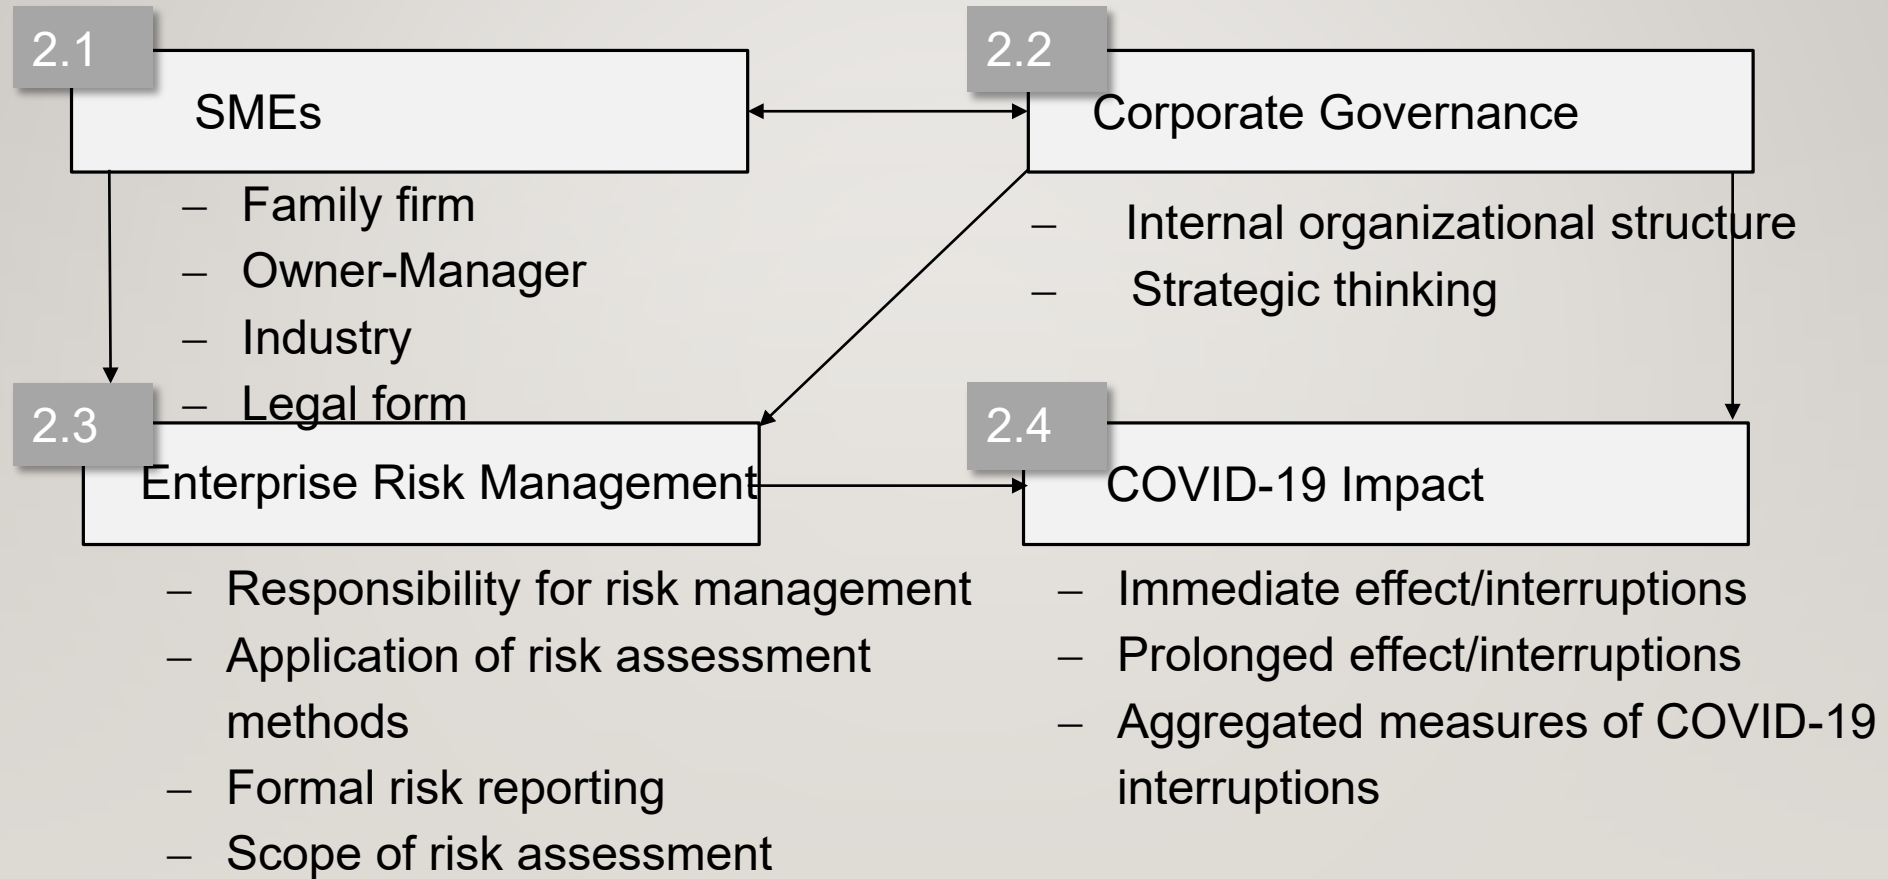 2.1
SMEs
– Family firm
– Owner-Manager
– Industry
– Legal form
2.2
Corporate Governance
– Internal organizational structure
– Strategic thinking
2.3
Enterprise Risk Management
– Responsibility for risk management
– Application of risk assessment
methods
– Formal risk reporting
– Scope of risk assessment
2.4
COVID-19 Impact
– Immediate effect/interruptions
– Prolonged effect/interruptions
– Aggregated measures of COVID-19
interruptions